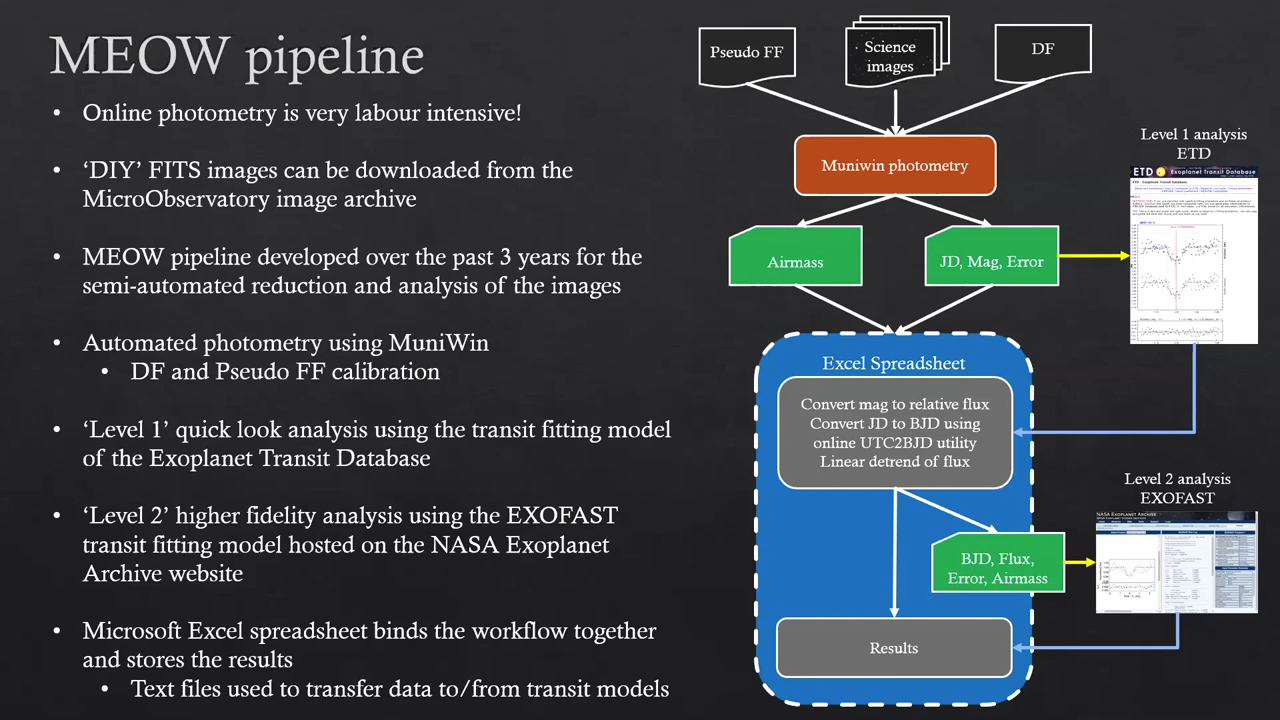 MEOW pipeline
• Online photometry is very labour intensive!
• ‘DIY’ FITS images can be downloaded from the
MicroObservatory image archive
• MEOW pipeline developed over the past 3 years for the
semi-automated reduction and analysis of the images
• Automated photometry using MuniWin
• DF and Pseudo FF calibration
• ‘Level 1’ quick look analysis using the transit fitting model
of the Exoplanet Transit Database
• ‘Level 2’ higher fidelity analysis using the EXOFAST
transit fitting model hosted on the NASA Exoplanet
Archive website
• Microsoft Excel spreadsheet binds the workflow together
and stores the results
• Text files used to transfer data to/from transit models
Pseudo FF
Science
images
DF
Muniwin photometry
Airmass
JD, Mag, Error
Level 1 analysis
ETD
ETD Exoplanet Transit Database
Excel Spreadsheet
Convert mag to relative flux
Convert JD to BJD using
online UTC2BJD utility
Linear detrend of flux
Level 2 analysis
EXOFAST
NASA Exoplanet Archive
BJD, Flux,
Error, Airmass
Results